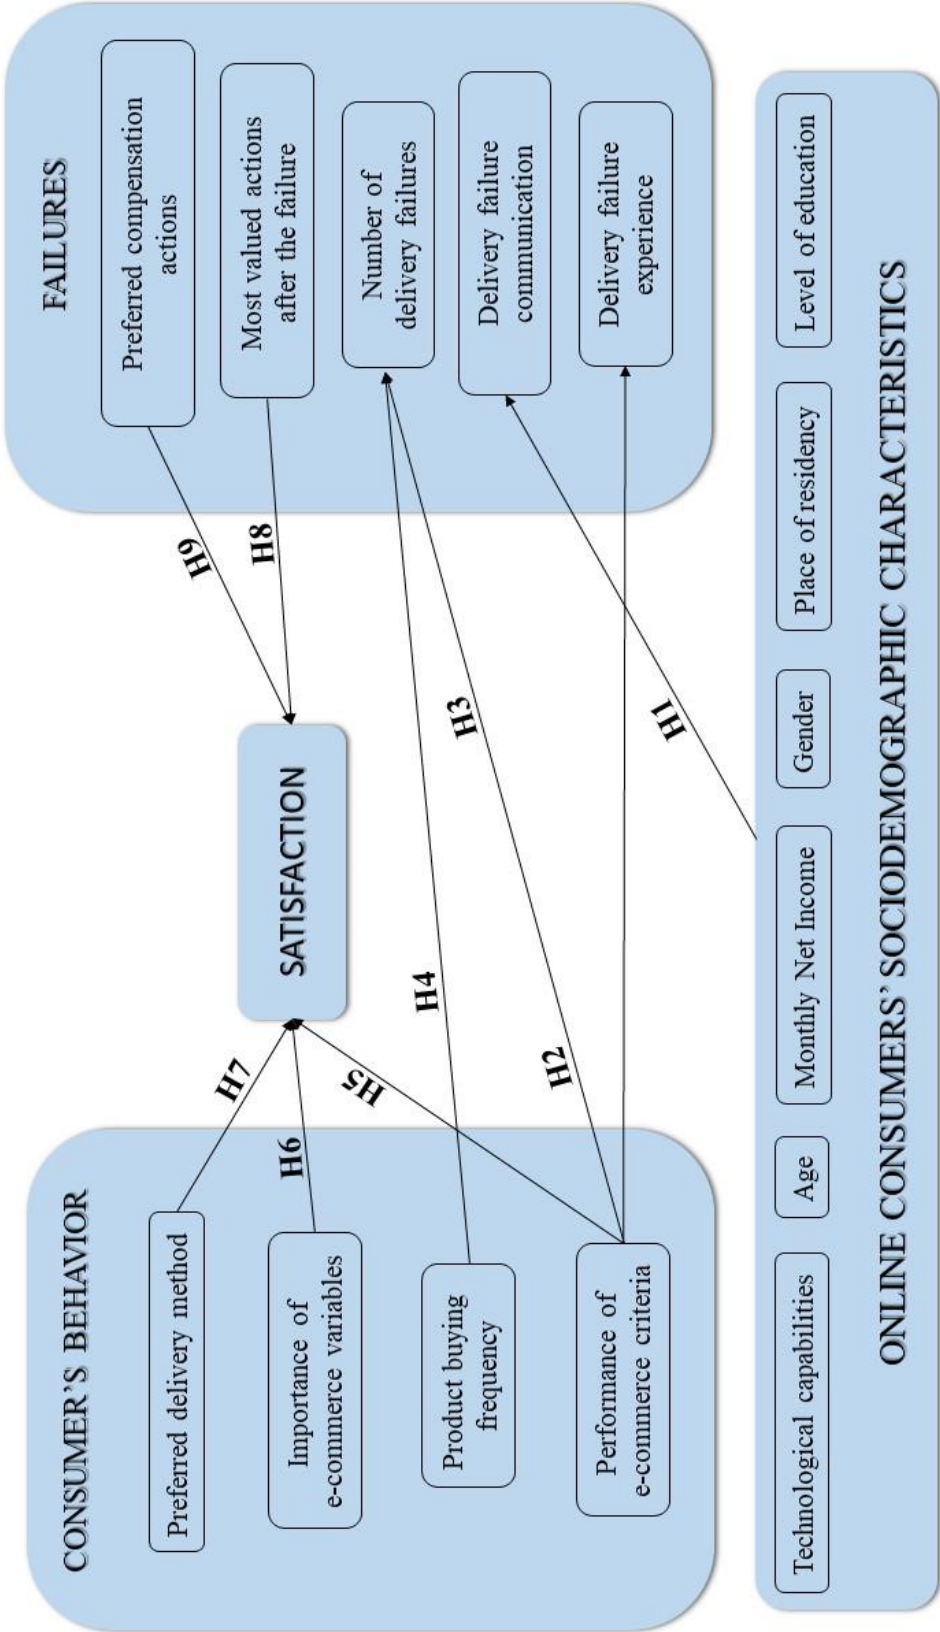 CONSUMER'S BEHAVIOR
Preferred delivery method
Importance of
e-commerce variables
Product buying
frequency
Performance of
e-commerce criteria
H7
H6
H5
H4
H2
H3
H1
SATISFACTION
H9
H8
FAILURES
Preferred compensation
actions
Most valued actions
after the failure
Number of
delivery failures
Delivery failure
communication
Delivery failure
experience
Technological capabilities
Age
Monthly Net Income
Gender
Place of residency
Level of education
ONLINE CONSUMERS' SOCIODEMOGRAPHIC CHARACTERISTICS